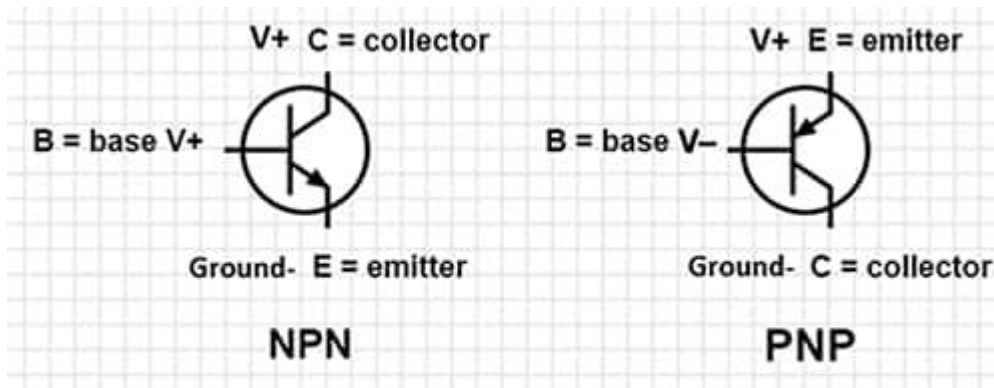 V+ C = collector
B = base V+
Ground- E = emitter
NPN
V+ E = emitter
B = base V–
Ground- C = collector
PNP